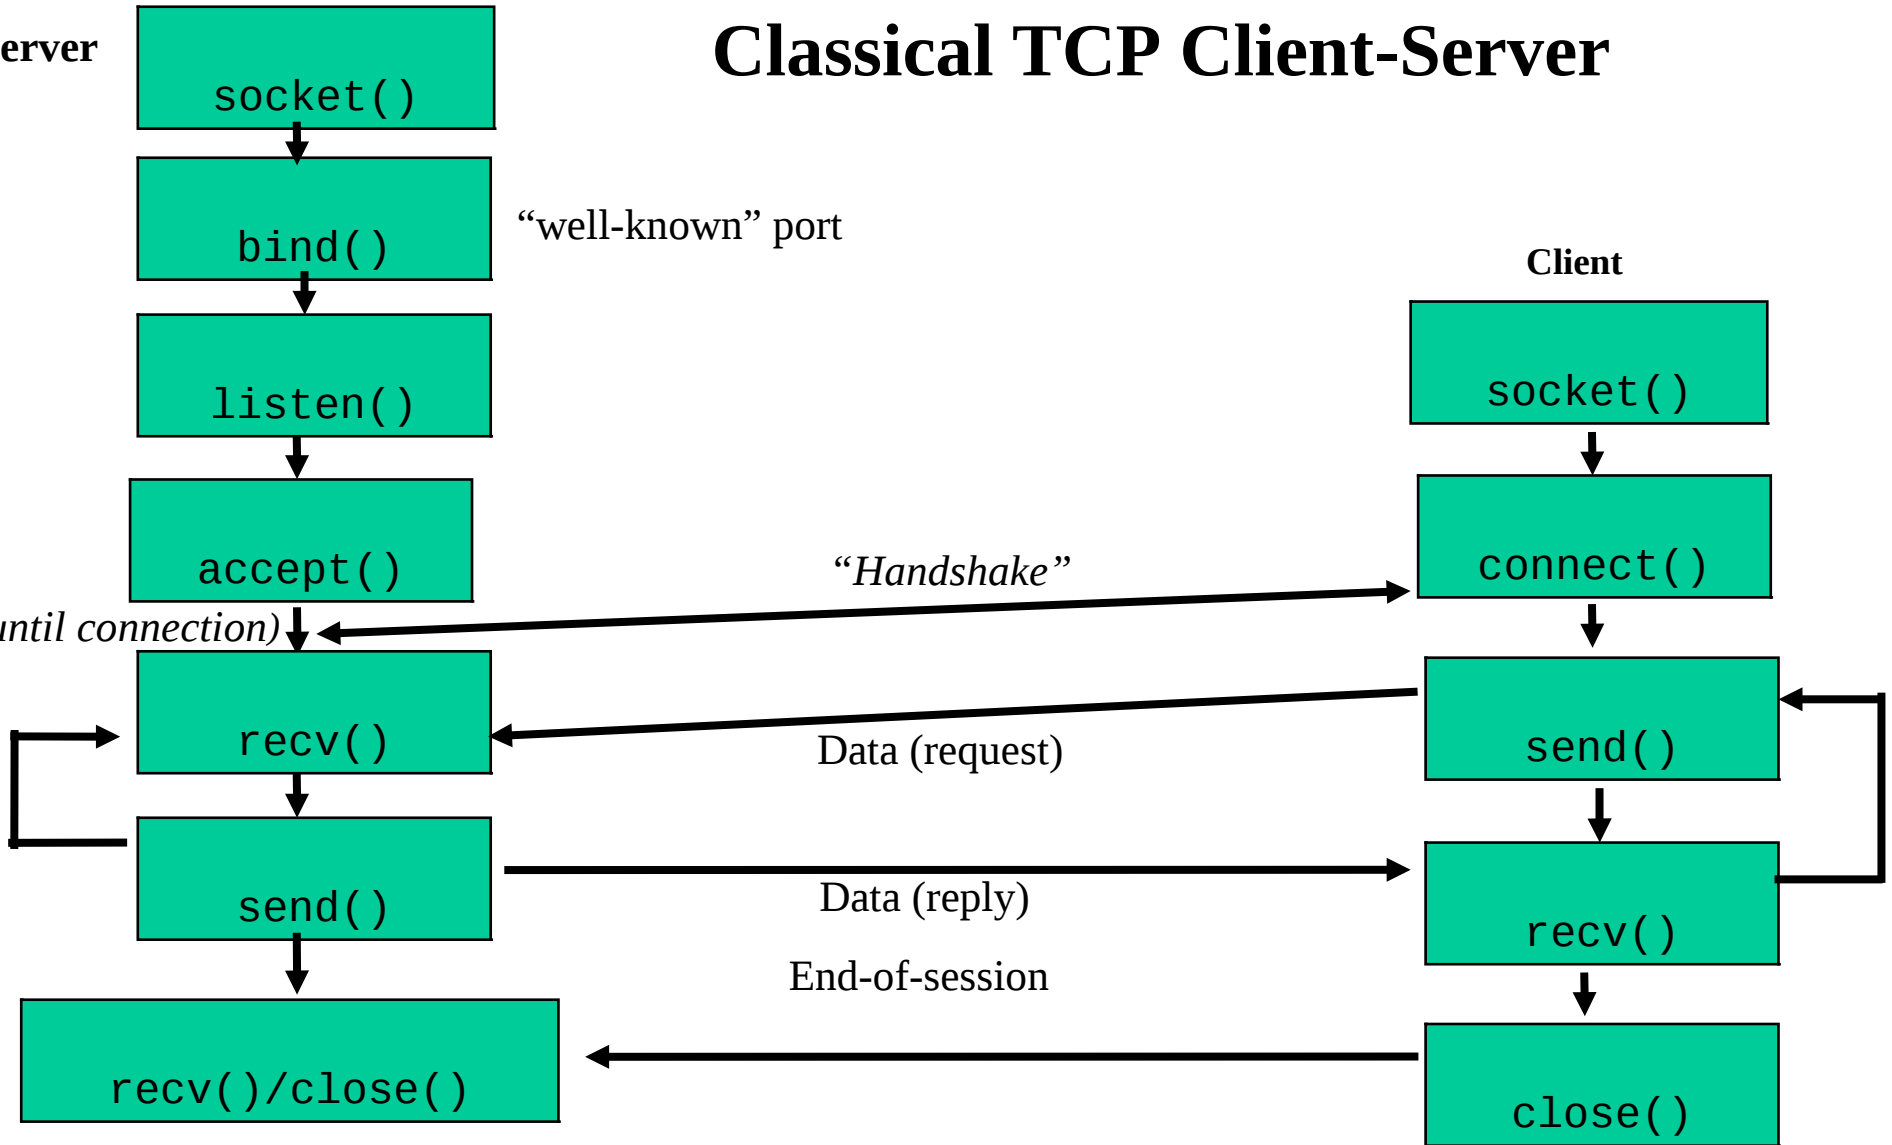 erver
Classical TCP Client-Server
socket()
bind()
“well-known” port
Client
listen()
socket()
accept()
“Handshake”
connect()
until connection)
recv()
Data (request)
send()
send()
Data (reply)
recv()
End-of-session
recv()/close()
close()